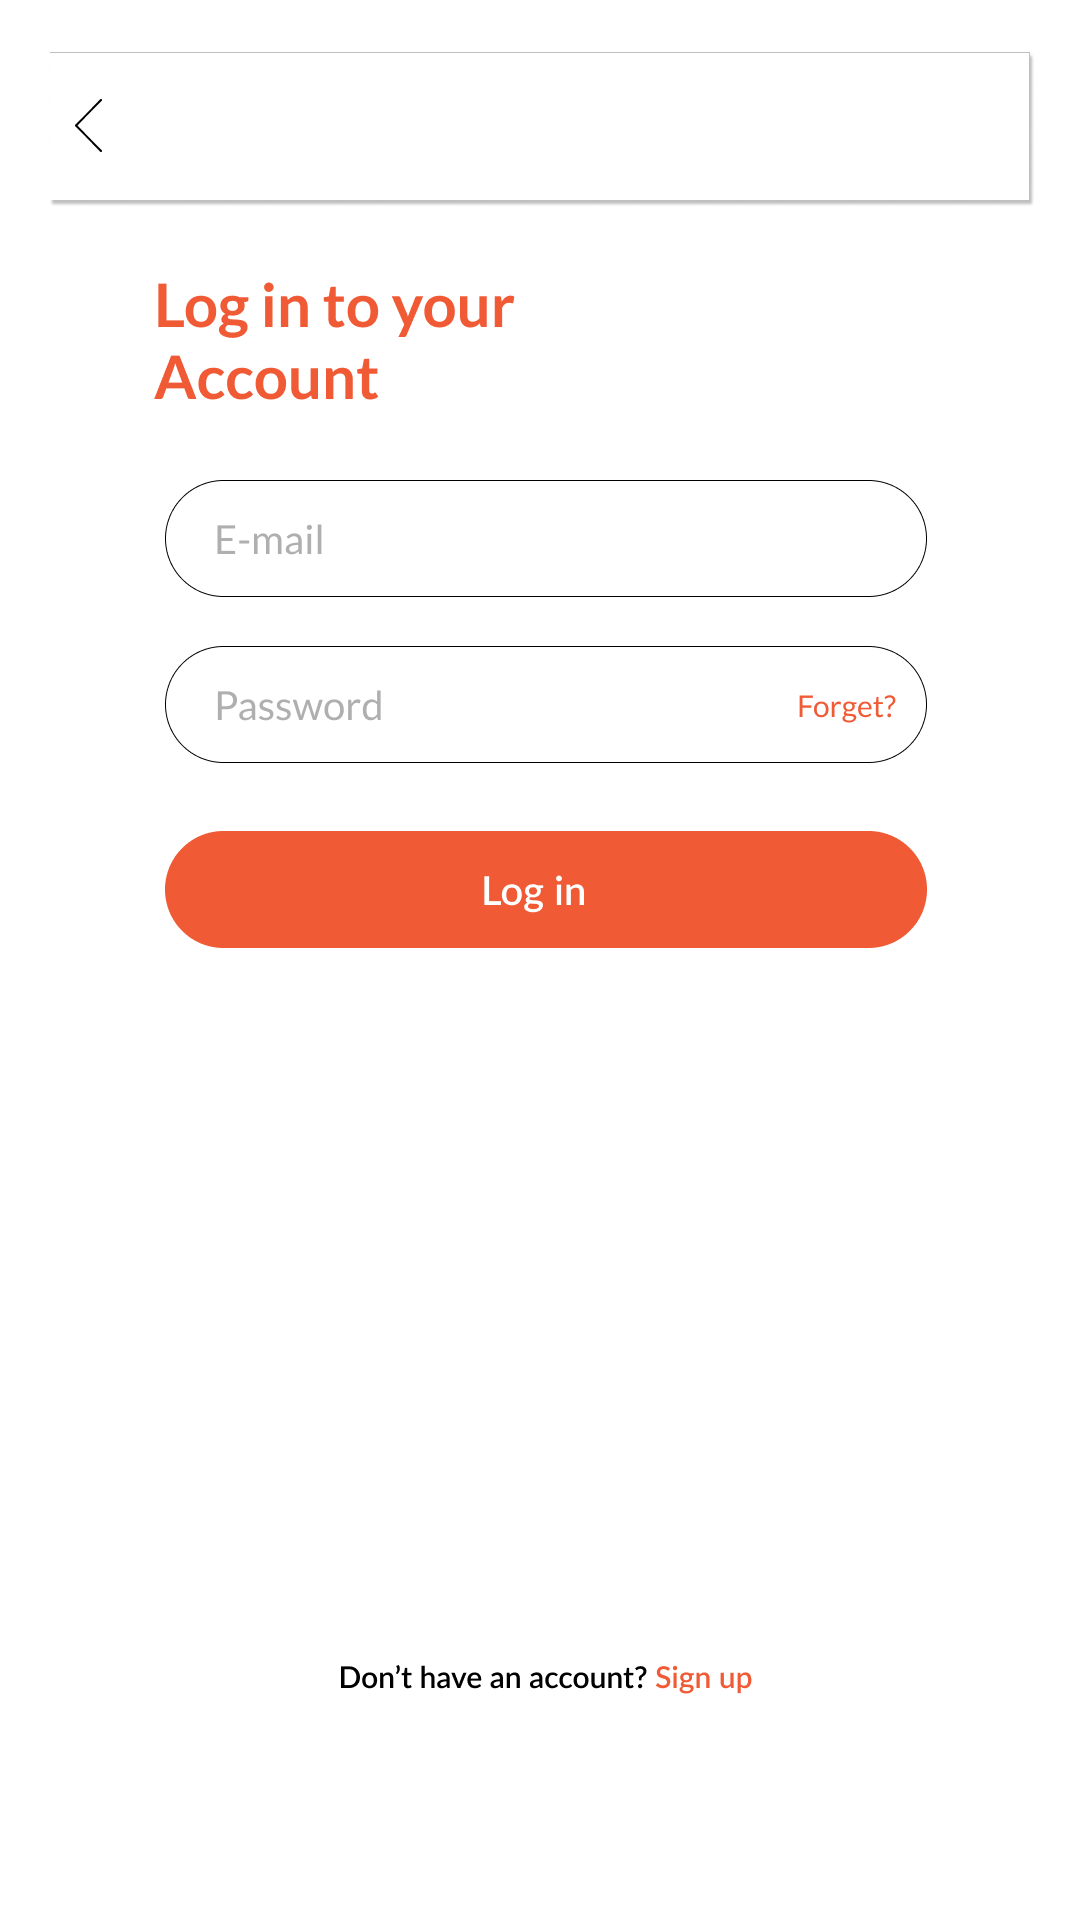 Log in to your
Account
E-mail
Password Forget?
Log in
Don’t have an account? Sign up